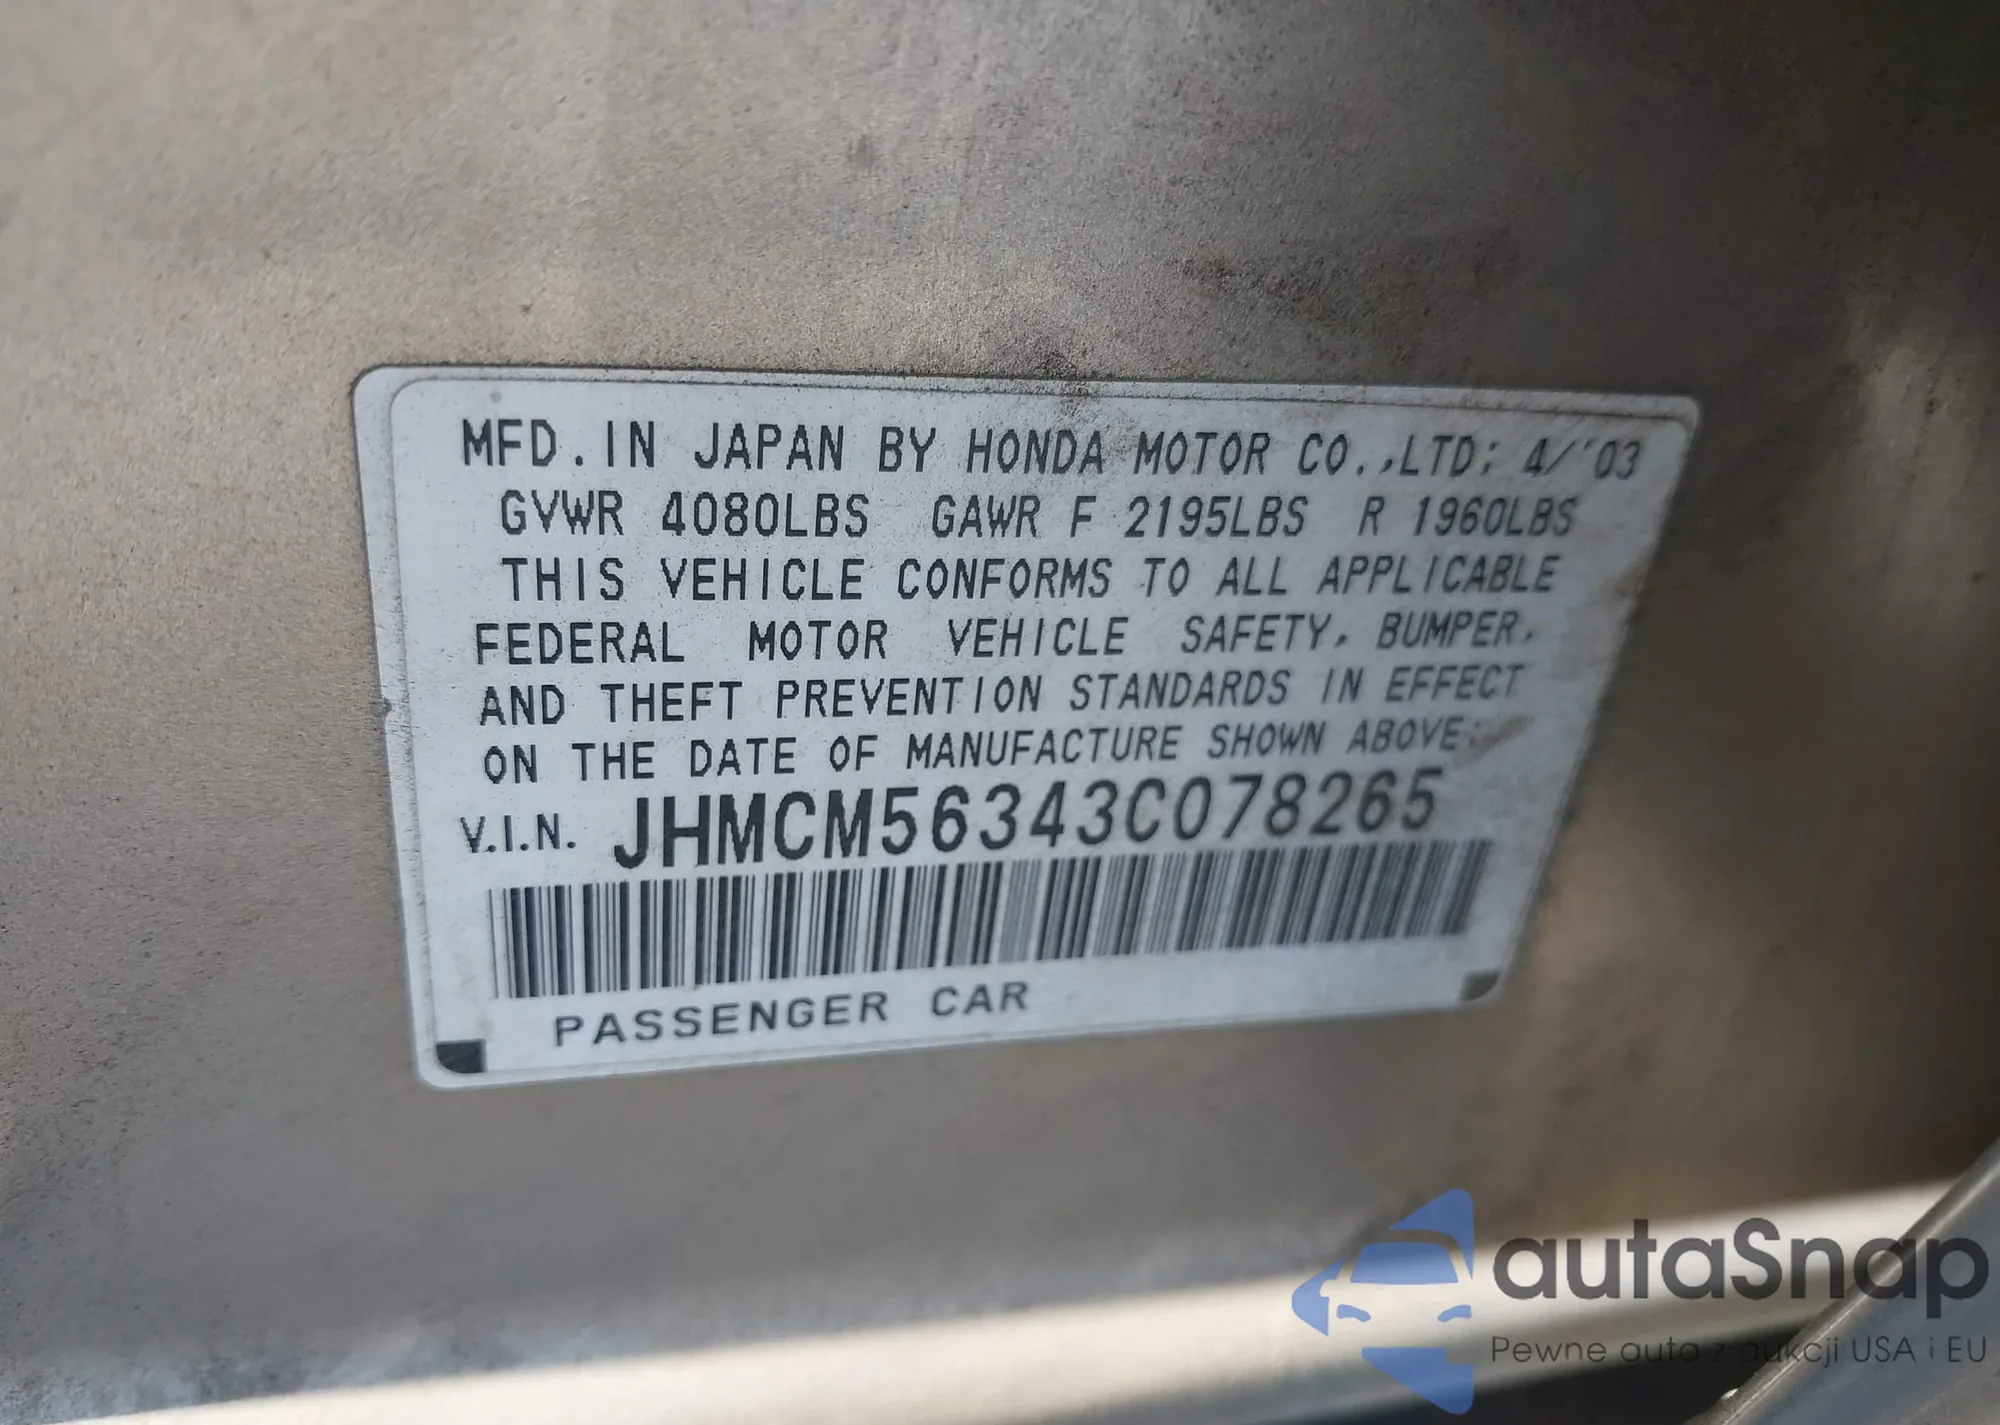 MFD. IN JAPAN BY HONDA MOTOR CO.,LTD; 4/'03
GVWR 4080LBS GAWR F 2195LBS R 1960LBS
THIS VEHICLE CONFORMS TO ALL APPLICABLE
FEDERAL MOTOR VEHICLE SAFETY, BUMPER,
AND THEFT PREVENTION STANDARDS IN EFFECT
ON THE DATE OF MANUFACTURE SHOWN ABOVE:
V.I.N. JHMCM56343C078265
PASSENGER CAR
autaSnap
Pewne auto z aukcji USA i EU